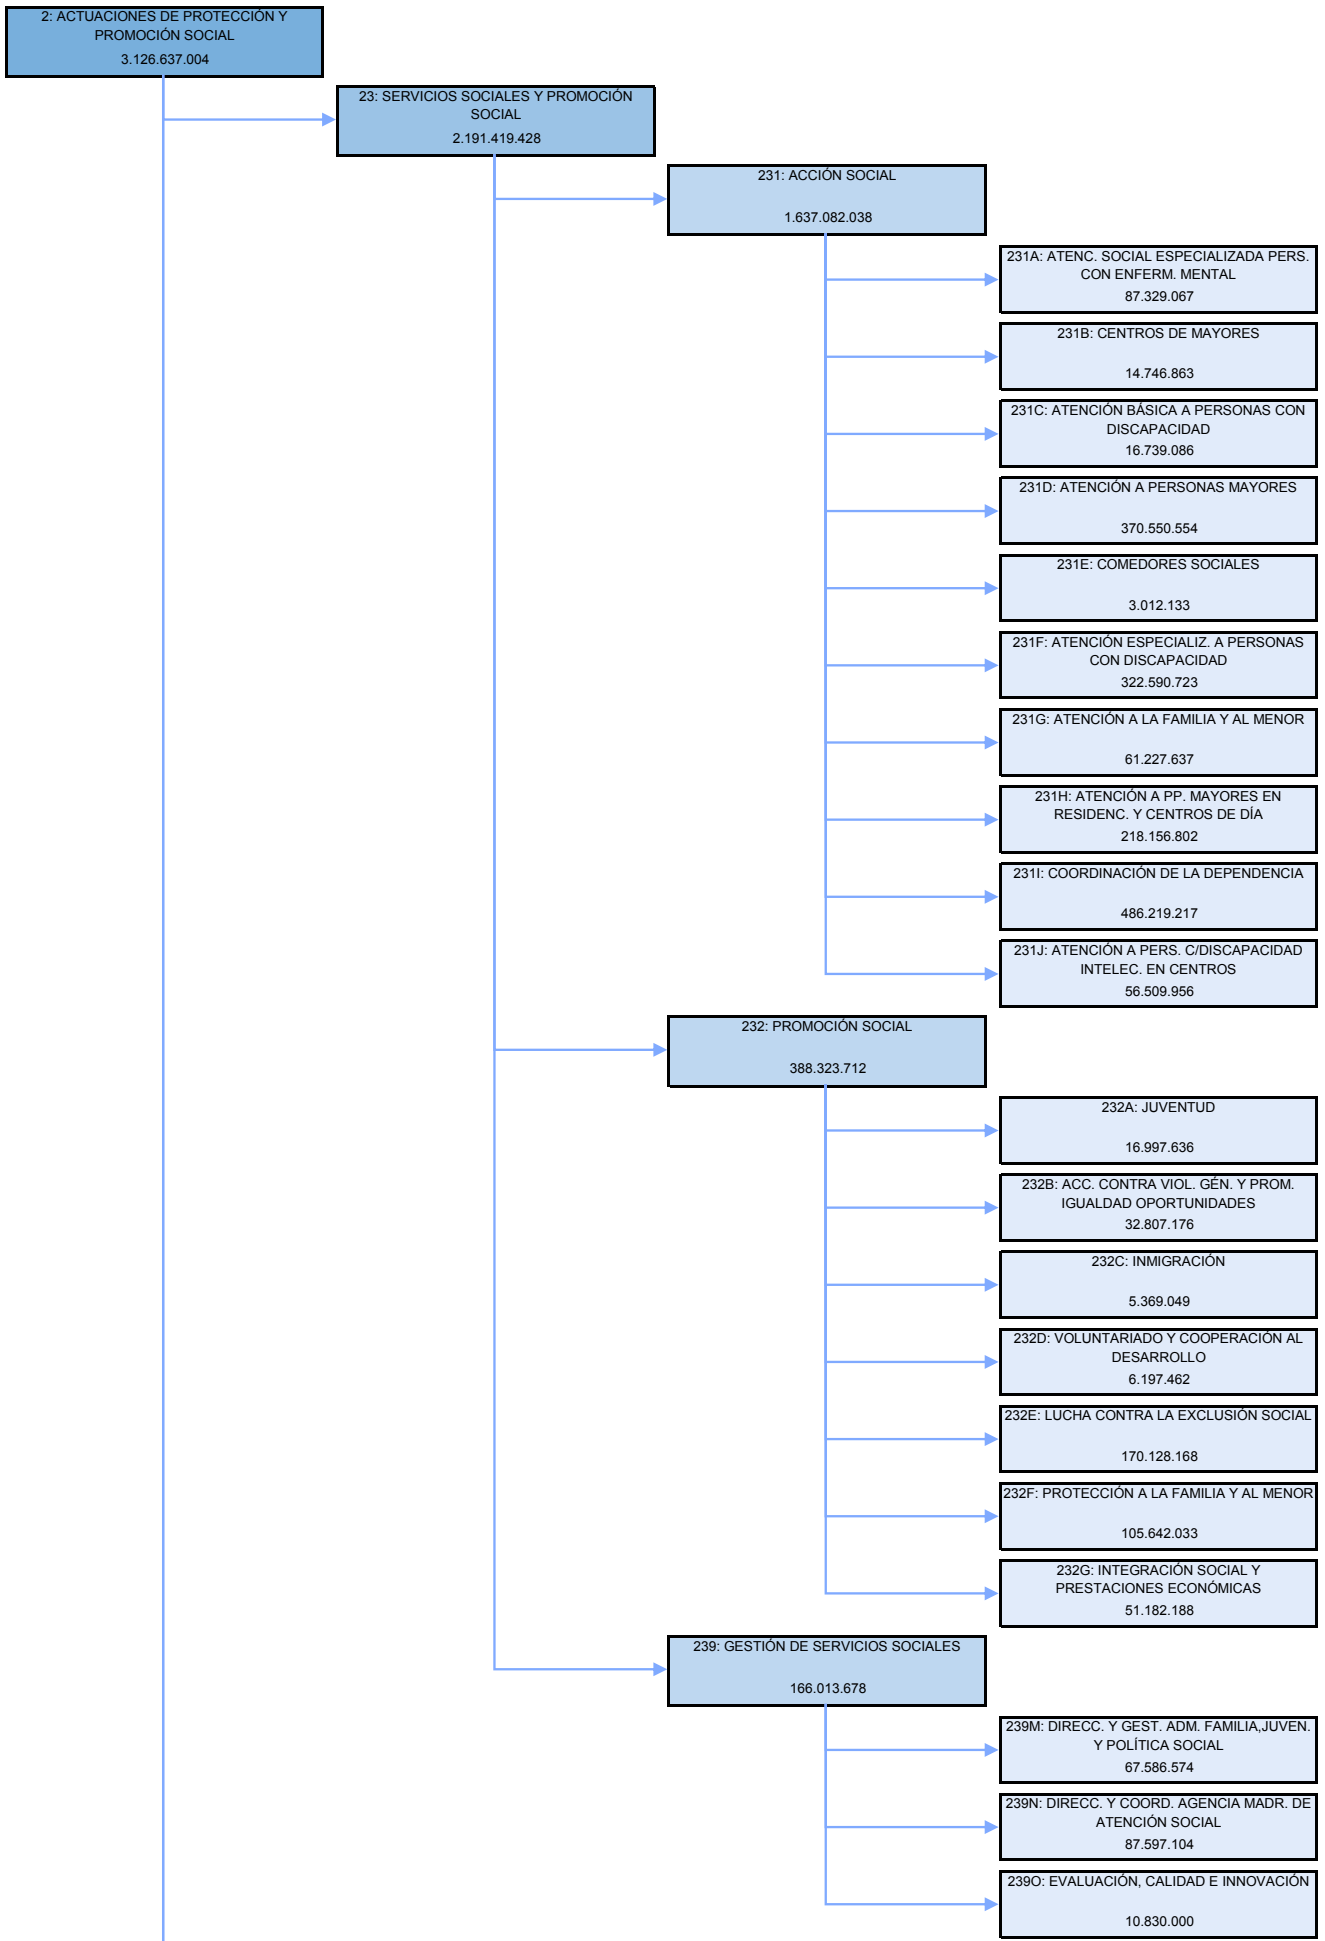 2: ACTUACIONES DE PROTECCIÓN Y
PROMOCIÓN SOCIAL
3.126.637.004
23: SERVICIOS SOCIALES Y PROMOCIÓN
SOCIAL
2.191.419.428
231: ACCIÓN SOCIAL
1.637.082.038
231A: ATENC. SOCIAL ESPECIALIZADA PERS.
CON ENFERM. MENTAL
87.329.067
231B: CENTROS DE MAYORES
14.746.863
231C: ATENCIÓN BÁSICA A PERSONAS CON
DISCAPACIDAD
16.739.086
231D: ATENCIÓN A PERSONAS MAYORES
370.550.554
231E: COMEDORES SOCIALES
3.012.133
231F: ATENCIÓN ESPECIALIZ. A PERSONAS
CON DISCAPACIDAD
322.590.723
231G: ATENCIÓN A LA FAMILIA Y AL MENOR
61.227.637
231H: ATENCIÓN A PP. MAYORES EN
RESIDENC. Y CENTROS DE DÍA
218.156.802
231I: COORDINACIÓN DE LA DEPENDENCIA
486.219.217
231J: ATENCIÓN A PERS. C/DISCAPACIDAD
INTELEC. EN CENTROS
56.509.956
232: PROMOCIÓN SOCIAL
388.323.712
232A: JUVENTUD
16.997.636
232B: ACC. CONTRA VIOL. GÉN. Y PROM.
IGUALDAD OPORTUNIDADES
32.807.176
232C: INMIGRACIÓN
5.369.049
232D: VOLUNTARIADO Y COOPERACIÓN AL
DESARROLLO
6.197.462
232E: LUCHA CONTRA LA EXCLUSIÓN SOCIAL
170.128.168
232F: PROTECCIÓN A LA FAMILIA Y AL MENOR
105.642.033
232G: INTEGRACIÓN SOCIAL Y
PRESTACIONES ECONÓMICAS
51.182.188
239: GESTIÓN DE SERVICIOS SOCIALES
166.013.678
239M: DIRECC. Y GEST. ADM. FAMILIA,JUVEN.
Y POLÍTICA SOCIAL
67.586.574
239N: DIRECC. Y COORD. AGENCIA MADR. DE
ATENCIÓN SOCIAL
87.597.104
239O: EVALUACIÓN, CALIDAD E INNOVACIÓN
10.830.000